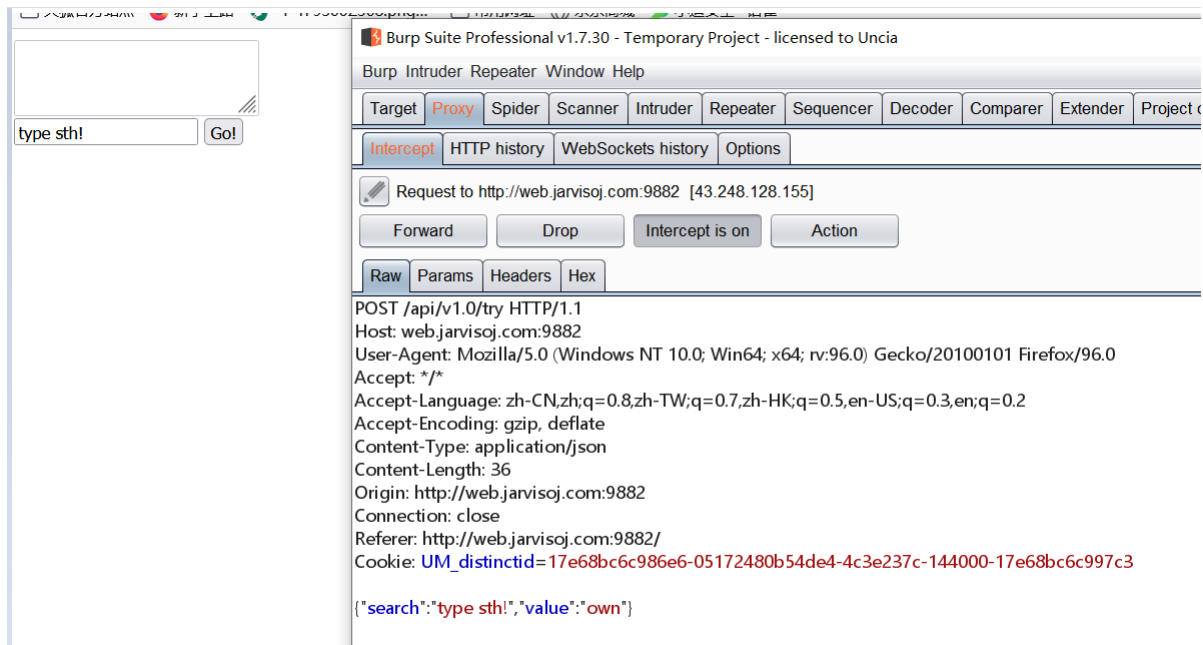 type sth! Go!
Burp Suite Professional v1.7.30 - Temporary Project - licensed to Uncia
Burp Intruder Repeater Window Help
Target Proxy Spider Scanner Intruder Repeater Sequencer Decoder Comparer Extender Project
Intercept HTTP history WebSockets history Options
Request to http://web.jarvisoj.com:9882 [43.248.128.155]
Forward Drop Intercept is on Action
Raw Params Headers Hex
POST /api/v1.0/try HTTP/1.1
Host: web.jarvisoj.com:9882
User-Agent: Mozilla/5.0 (Windows NT 10.0; Win64; x64; rv:96.0) Gecko/20100101 Firefox/96.0
Accept: */*
Accept-Language: zh-CN,zh;q=0.8,zh-TW;q=0.7,zh-HK;q=0.5,en-US;q=0.3,en;q=0.2
Accept-Encoding: gzip, deflate
Content-Type: application/json
Content-Length: 36
Origin: http://web.jarvisoj.com:9882
Connection: close
Referer: http://web.jarvisoj.com:9882/
Cookie: UM_distinctid=17e68bc6c986e6-05172480b54de4-4c3e237c-144000-17e68bc6c997c3
{"search":"type sth!","value":"own"}